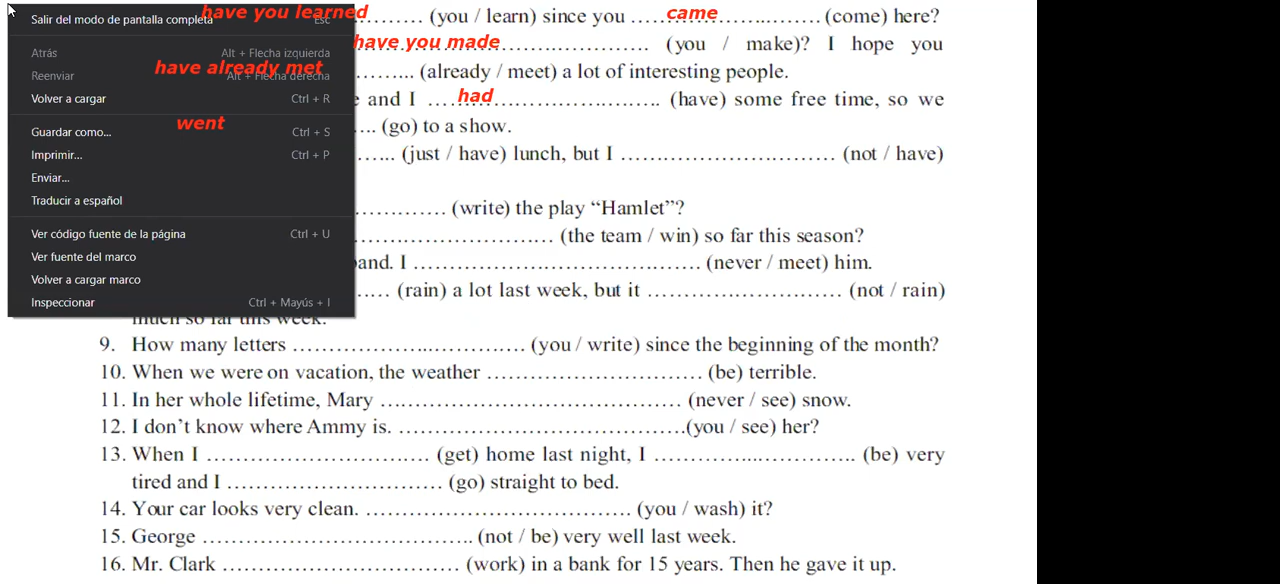 Salir del modo de pantalla completa Esc
have you learned ………… (you / learn) since you ……came……………. (come) here?
Atrás Alt + Flecha izquierda
have you made ……………………………. (you / make)? I hope you
Reenviar Alt + Flecha derecha
have already met ……... (already / meet) a lot of interesting people.
Volver a cargar Ctrl + R
and I ……had…………………….. (have) some free time, so we
Guardar como... Ctrl + S
went …. (go) to a show.
Imprimir... Ctrl + P
…... (just / have) lunch, but I ………………………… (not / have)
Enviar...
Traducir a español
…………. (write) the play “Hamlet”?
Ver código fuente de la página Ctrl + U
………………………. (the team / win) so far this season?
Ver fuente del marco
and. I …………………………………. (never / meet) him.
Volver a cargar marco
Inspeccionar Ctrl + Mayús + I
….. (rain) a lot last week, but it ………………………. (not / rain)
much so far this week.
9. How many letters …………………………… (you / write) since the beginning of the month?
10. When we were on vacation, the weather ………………………… (be) terrible.
11. In her whole lifetime, Mary …………………………………… (never / see) snow.
12. I don’t know where Ammy is. ………………………………….(you / see) her?
13. When I …………………………. (get) home last night, I ………………………. (be) very
tired and I ………………………… (go) straight to bed.
14. Your car looks very clean. ………………………………. (you / wash) it?
15. George ……………………………….. (not / be) very well last week.
16. Mr. Clark …………………………… (work) in a bank for 15 years. Then he gave it up.